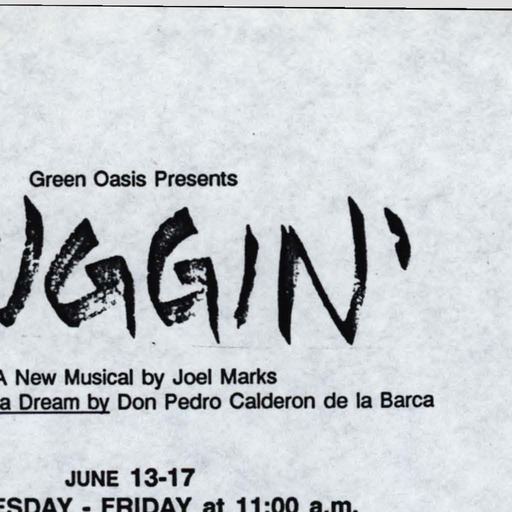 Green Oasis Presents
UGGIN'
A New Musical by Joel Marks
a Dream by Don Pedro Calderon de la Barca
JUNE 13-17
ESDAY - FRIDAY at 11:00 a.m.